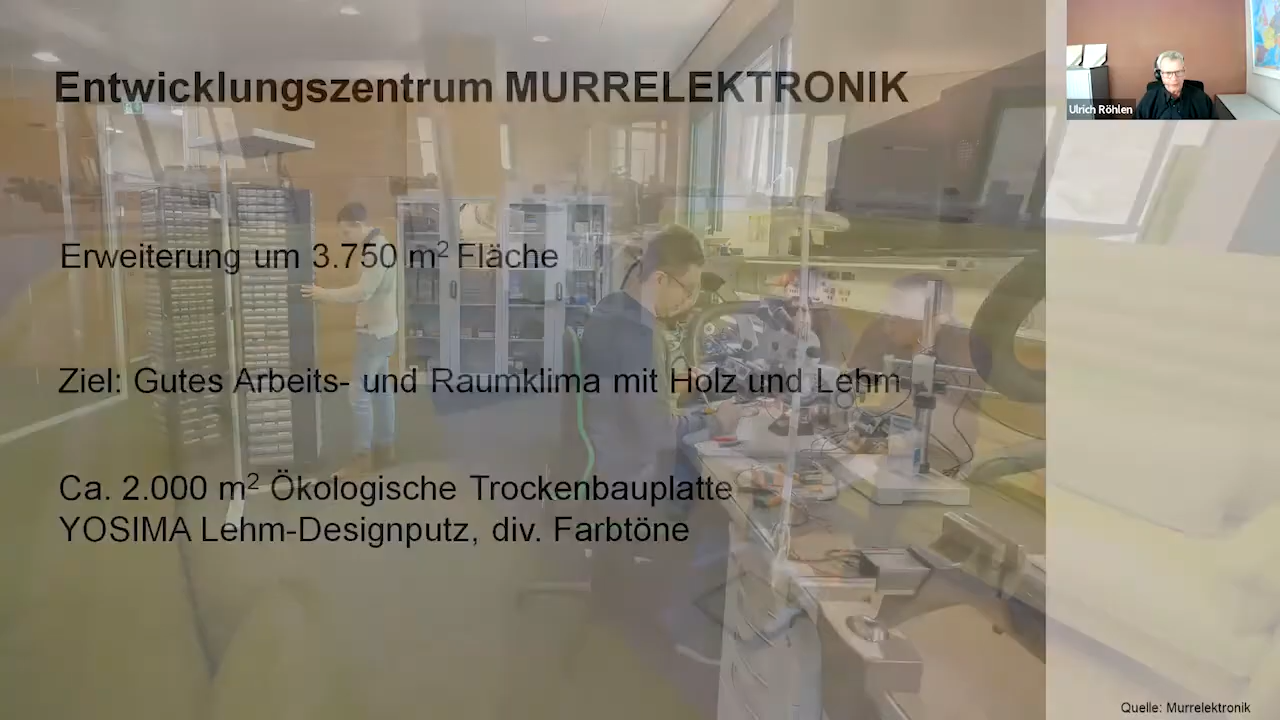 Entwicklungszentrum MURRELEKTRONIK
Ulrich Röhlen
Erweiterung um 3.750 m² Fläche
Ziel: Gutes Arbeits- und Raumklima mit Holz und Lehm
Ca. 2.000 m² Ökologische Trockenbauplatte
YOSIMA Lehm-Designputz, div. Farbtöne
Quelle: Murrelektronik